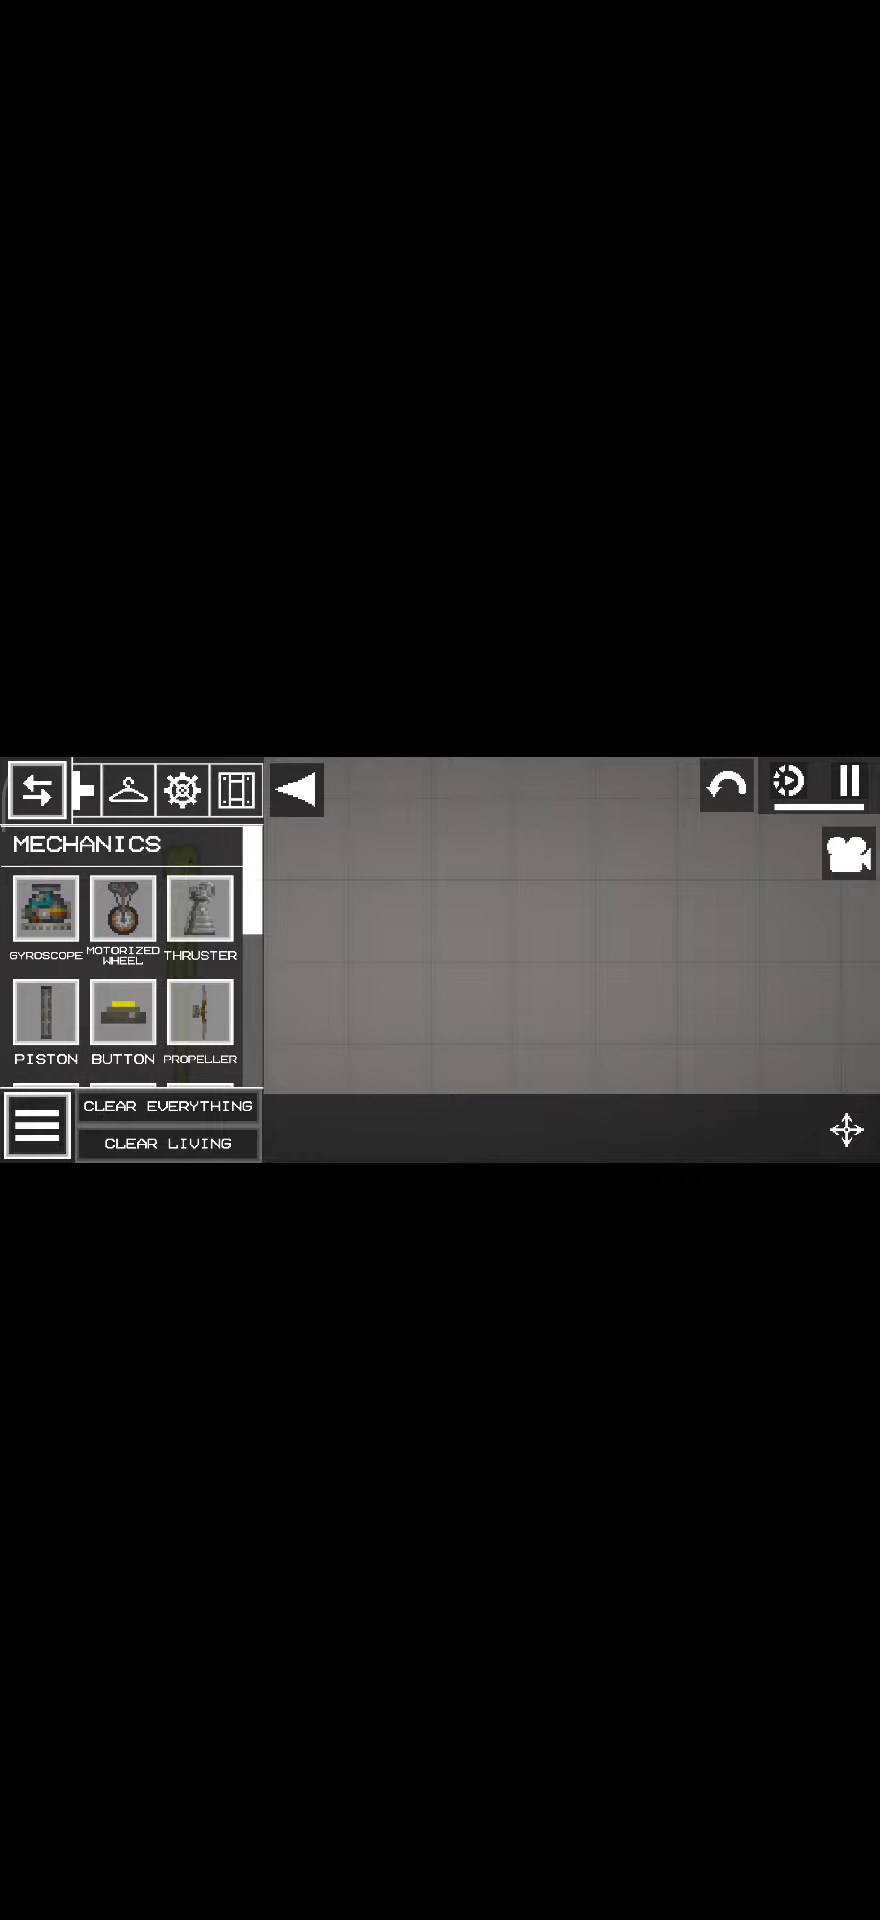 MECHANICS
GYROSCOPE
MOTORIZED
WHEEL
THRUSTER
PISTON
BUTTON
PROPELLER
CLEAR EVERYTHING
CLEAR LIVING